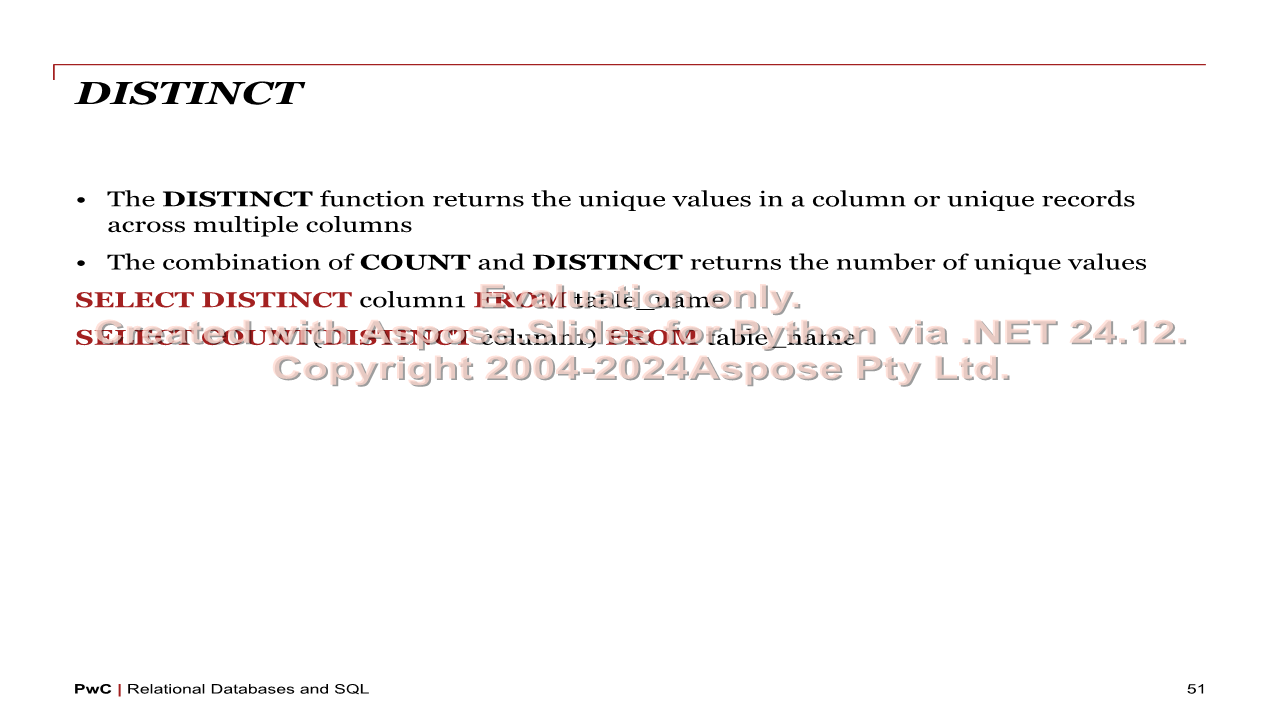 DISTINCT
• The DISTINCT function returns the unique values in a column or unique records
across multiple columns
• The combination of COUNT and DISTINCT returns the number of unique values
SELECT DISTINCT column1 FROM table_name
Evaluation only.
SELECT COUNT(DISTINCT column1) FROM table_name
Created with Aspose.Slides for Python via .NET 24.12.
Copyright 2004-2024Aspose Pty Ltd.
PwC | Relational Databases and SQL
51